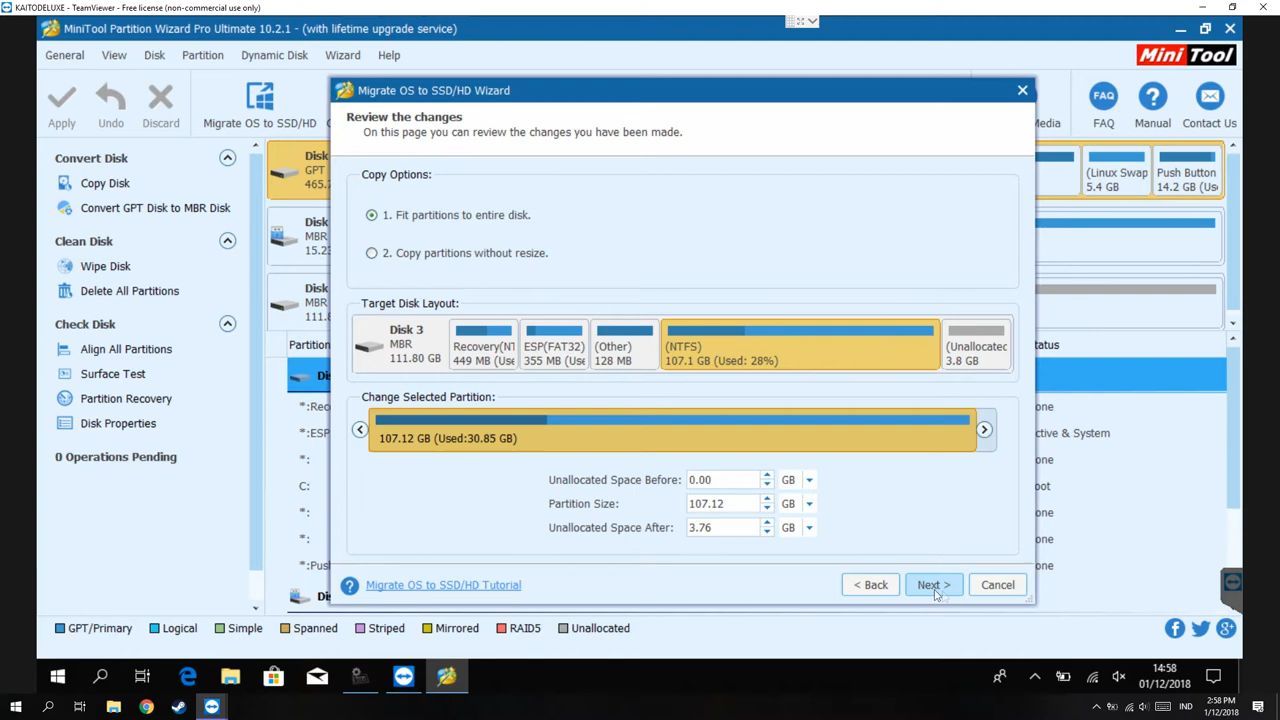 KAITODELUXE - TeamViewer - Free license (non-commercial use only)
MiniTool Partition Wizard Pro Ultimate 10.2.1 - (with lifetime upgrade service)
General View Disk Partition Dynamic Disk Wizard Help
Mini Tool
Apply Undo Discard Migrate OS to SSD/HD
Media FAQ Manual Contact Us
Migrate OS to SSD/HD Wizard
Review the changes
On this page you can review the changes you have been made.
Convert Disk
Copy Disk
Convert GPT Disk to MBR Disk
Clean Disk
Wipe Disk
Delete All Partitions
Check Disk
Align All Partitions
Surface Test
Partition Recovery
Disk Properties
0 Operations Pending
Disk
GPT
465.7
Disk
MBR
15.23
Disk
MBR
111.8
Partition
Dis
*:Reco
*:ESP
*:
C:
*:
*:
*:Push
Dis
Copy Options:
1. Fit partitions to entire disk.
2. Copy partitions without resize.
Target Disk Layout:
Disk 3
MBR
111.80 GB
Recovery(NT
449 MB (Use
ESP(FAT32)
355 MB (Use
(Other)
128 MB
(NTFS)
107.1 GB (Used: 28%)
(Unallocated
3.8 GB
Change Selected Partition:
107.12 GB (Used:30.85 GB)
Unallocated Space Before: 0.00 GB
Partition Size: 107.12 GB
Unallocated Space After: 3.76 GB
Migrate OS to SSD/HD Tutorial
< Back Next > Cancel
(Linux Swap
5.4 GB
Push Button
14.2 GB (Use
tatus
one
ctive & System
one
oot
one
one
one
GPT/Primary Logical Simple Spanned Striped Mirrored RAID5 Unallocated
14:58
01/12/2018
IND
2:58 PM
1/12/2018